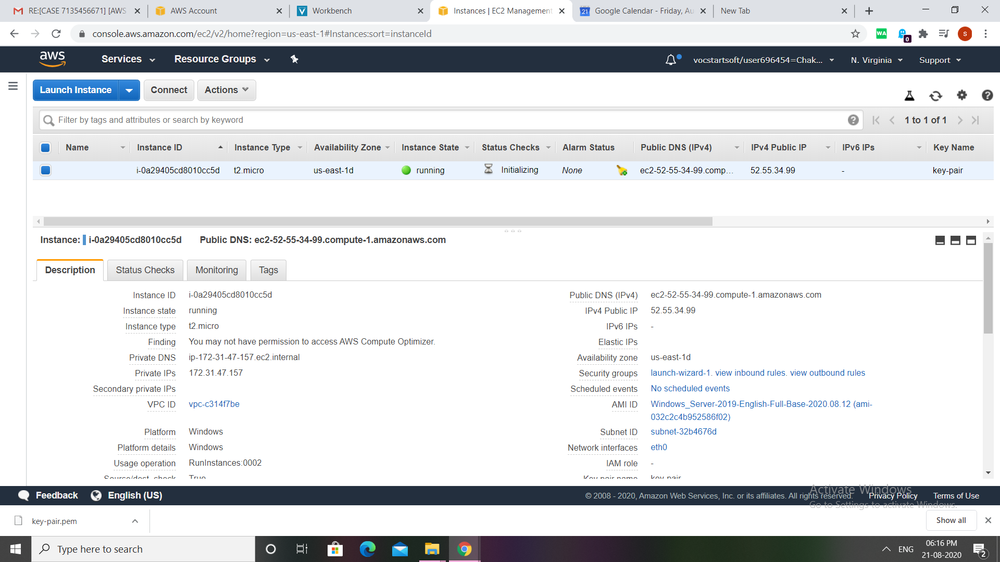 RE:[CASE 7135456671] [AWS
AWS Account
Workbench
Instances | EC2 Management
21 Google Calendar - Friday, Au
New Tab
console.aws.amazon.com/ec2/v2/home?region=us-east-1#Instances:sort=instanceId
WA
0
S
aws Services Resource Groups
vocstartsoft/user696454=Chak... N. Virginia Support
Launch Instance Connect Actions
Filter by tags and attributes or search by keyword
1 to 1 of 1
Name Instance ID Instance Type Availability Zone Instance State Status Checks Alarm Status Public DNS (IPv4) IPv4 Public IP IPv6 IPs Key Name
i-0a29405cd8010cc5d t2.micro us-east-1d running Initializing None ec2-52-55-34-99.comp... 52.55.34.99 - key-pair
Instance: i-0a29405cd8010cc5d Public DNS: ec2-52-55-34-99.compute-1.amazonaws.com
Description Status Checks Monitoring Tags
Instance ID i-0a29405cd8010cc5d
Instance state running
Instance type t2.micro
Finding You may not have permission to access AWS Compute Optimizer.
Private DNS ip-172-31-47-157.ec2.internal
Private IPs 172.31.47.157
Secondary private IPs
VPC ID vpc-c314f7be
Platform Windows
Platform details Windows
Usage operation RunInstances:0002
Source/dest. check True
Public DNS (IPv4) ec2-52-55-34-99.compute-1.amazonaws.com
IPv4 Public IP 52.55.34.99
IPv6 IPs -
Elastic IPs
Availability zone us-east-1d
Security groups launch-wizard-1. view inbound rules. view outbound rules
Scheduled events No scheduled events
AMI ID Windows_Server-2019-English-Full-Base-2020.08.12 (ami-
032c2c4b952586f02)
Subnet ID subnet-32b4676d
Network interfaces eth0
IAM role -
Key pair name key-pair
Feedback English (US)
© 2008 - 2020, Amazon Web Services, Inc. or its affiliates. All rights reserved. Privacy Policy Terms of Use
Activate Windows
Go to Settings to activate Windows.
key-pair.pem
Show all
Type here to search
ENG
06:16 PM
21-08-2020
2